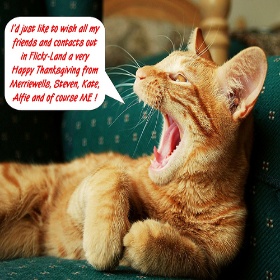 I'd just like to wish all my
friends and contacts out
in Flickr-Land a very
Happy Thanksgiving from
Merriewells, Steven, Kate,
Alfie and of course ME !